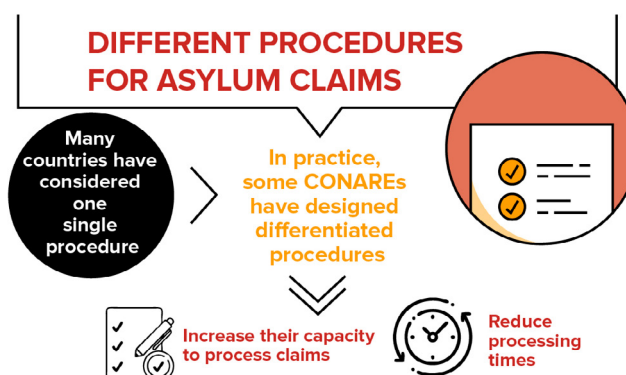 DIFFERENT PROCEDURES
FOR ASYLUM CLAIMS
Many
countries have
considered
one
single
procedure
In practice,
some CONAREs
have designed
differentiated
procedures
Increase their capacity
to process claims
Reduce
processing
times